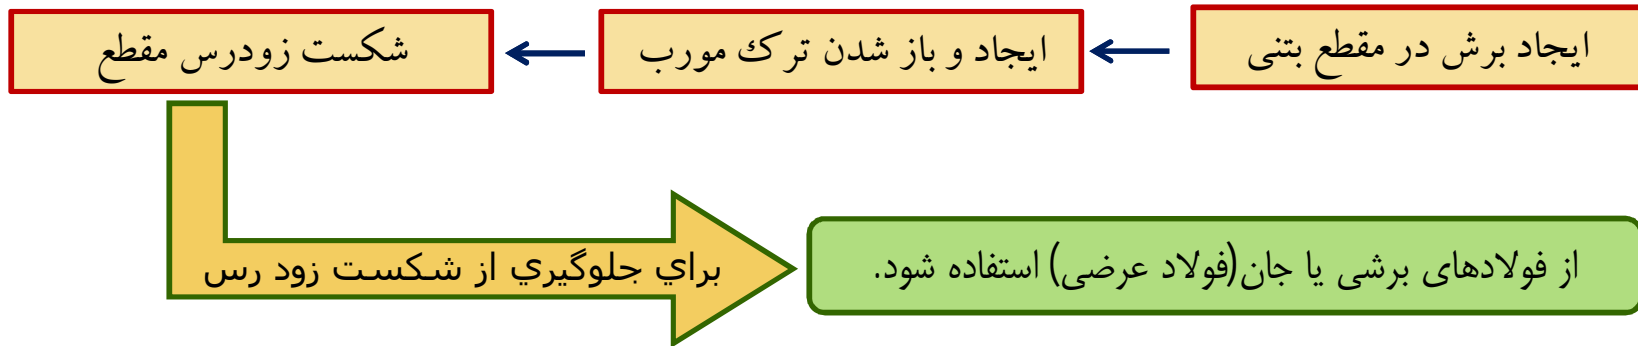 ایجاد برش در مقطع بتنی
ایجاد و باز شدن ترك مورب
شکست زودرس مقطع
براي جلوگيري از شکست زود رس
از فولادهای برشی یا جان(فولاد عرضی) استفاده شود.